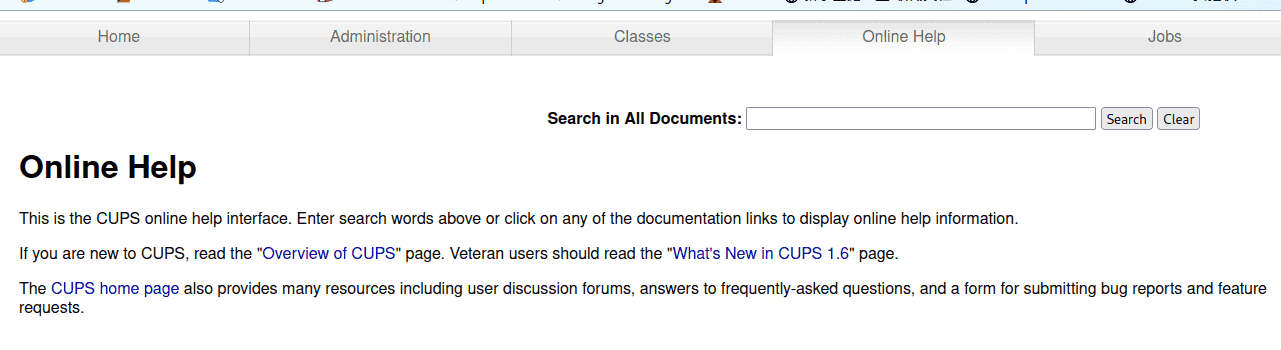 Home Administration Classes Online Help Jobs
Search in All Documents: Search Clear
Online Help
This is the CUPS online help interface. Enter search words above or click on any of the documentation links to display online help information.
If you are new to CUPS, read the "Overview of CUPS" page. Veteran users should read the "What's New in CUPS 1.6" page.
The CUPS home page also provides many resources including user discussion forums, answers to frequently-asked questions, and a form for submitting bug reports and feature
requests.